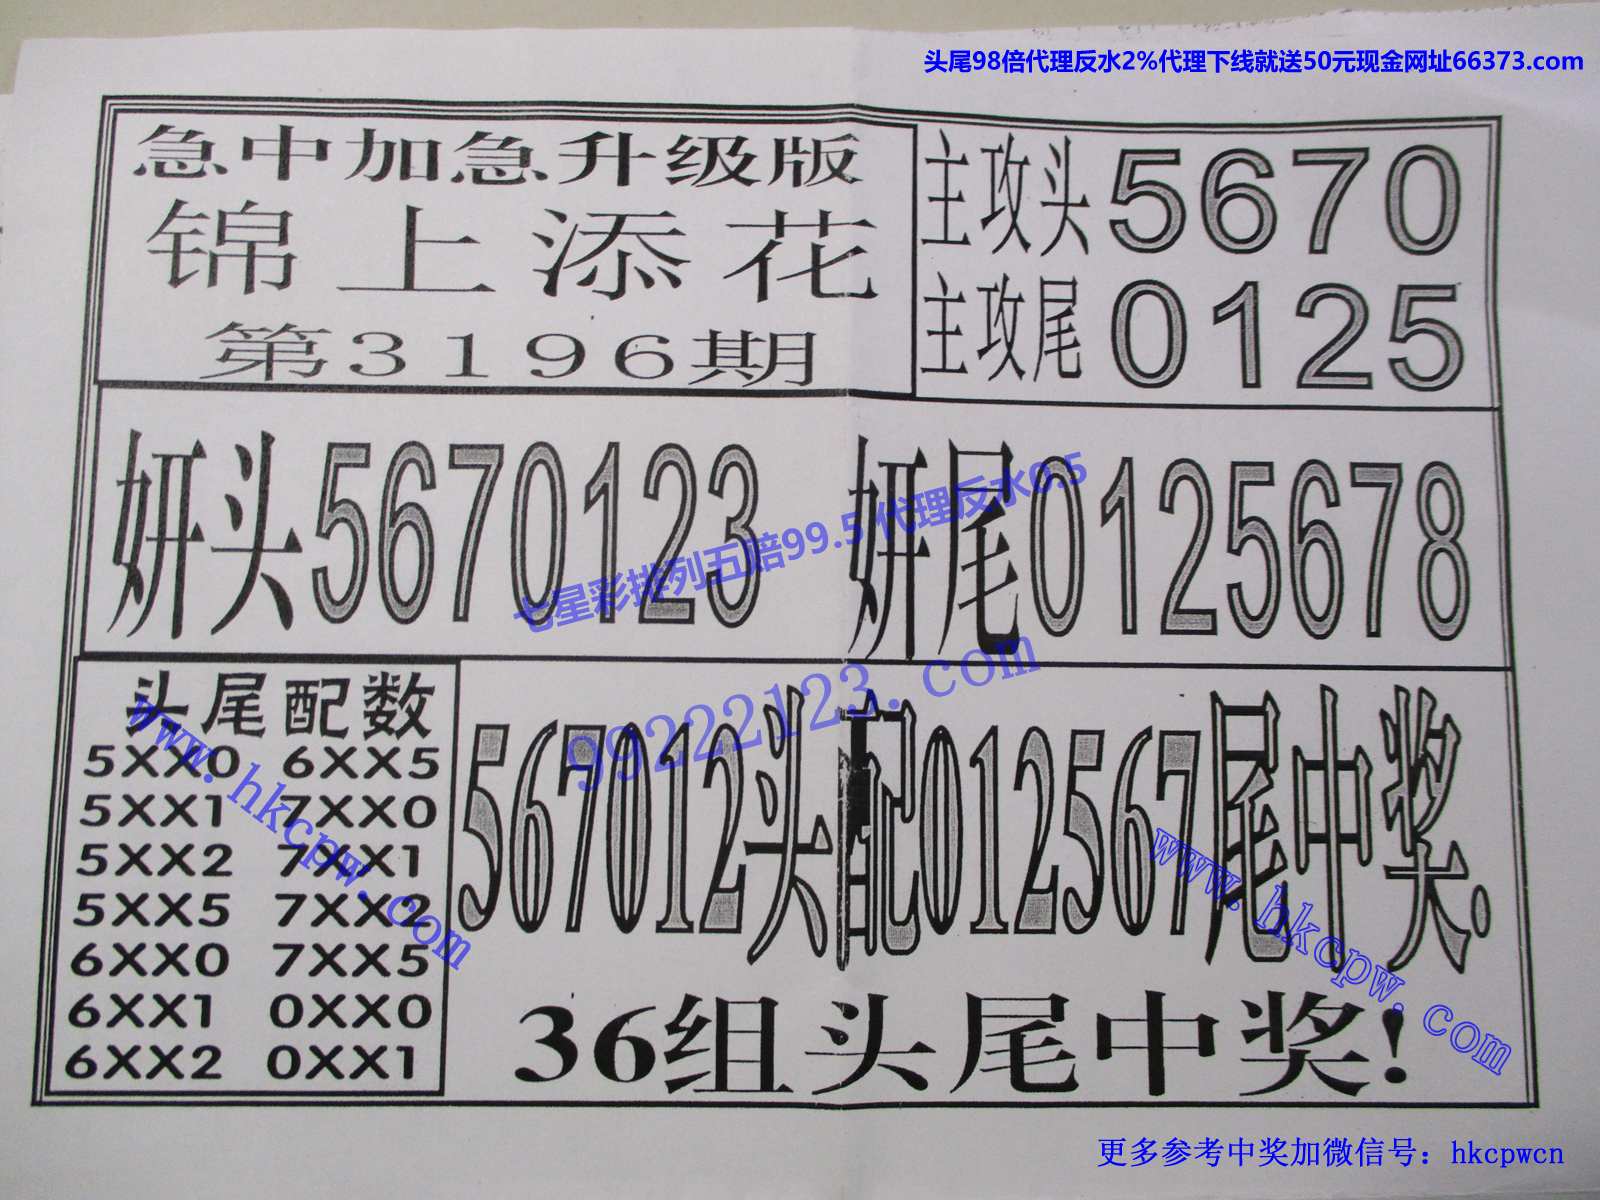 头尾98倍代理反水2%代理下线就送50元现金网址66373.com
急中加急升级版
锦上添花
第3196期
主攻头5670
主攻尾0125
妍头5670123
妍尾0125678
七星彩排列五赔99.5 代理反水0.5
99222123.com
头尾配数
5XX0 6XX5
5XX1 7XX0
5XX2 7XX1
5XX5 7XX2
6XX0 7XX5
6XX1 0XX0
6XX2 0XX1
www.hkcpw.com
567012头配012567尾中奖.
www.hkcpw.com
36组头尾中奖!
更多参考中奖加微信号：hkcpwcn